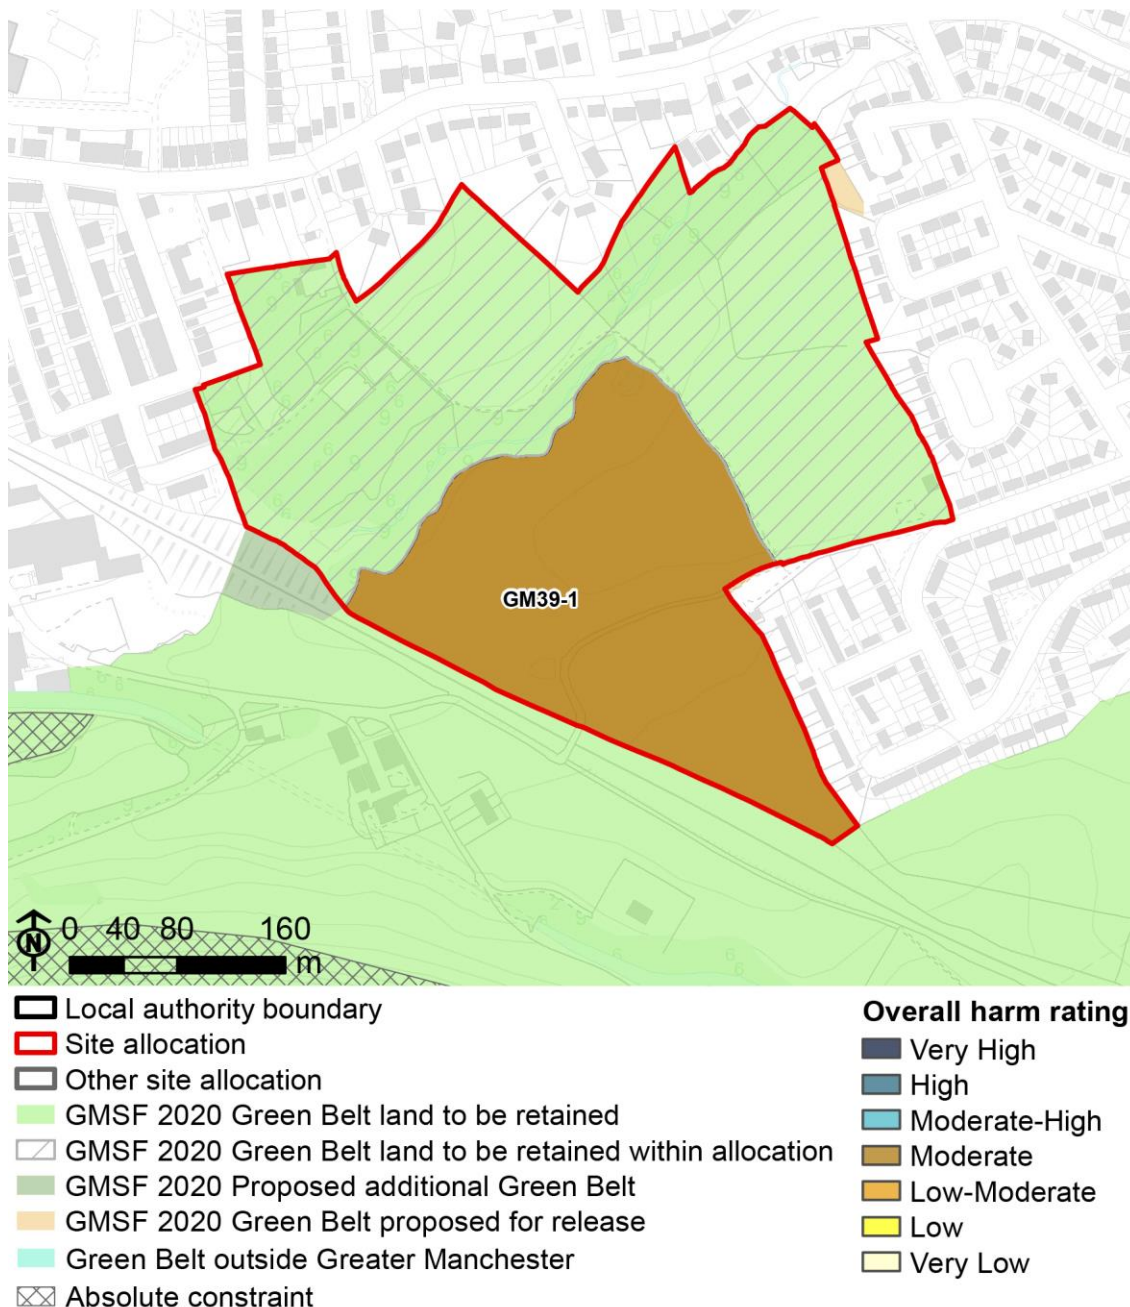 GM39-1
N 0 40 80 160
m
Local authority boundary
Site allocation
Other site allocation
GMSF 2020 Green Belt land to be retained
GMSF 2020 Green Belt land to be retained within allocation
GMSF 2020 Proposed additional Green Belt
GMSF 2020 Green Belt proposed for release
Green Belt outside Greater Manchester
Absolute constraint
Overall harm rating
Very High
High
Moderate-High
Moderate
Low-Moderate
Low
Very Low